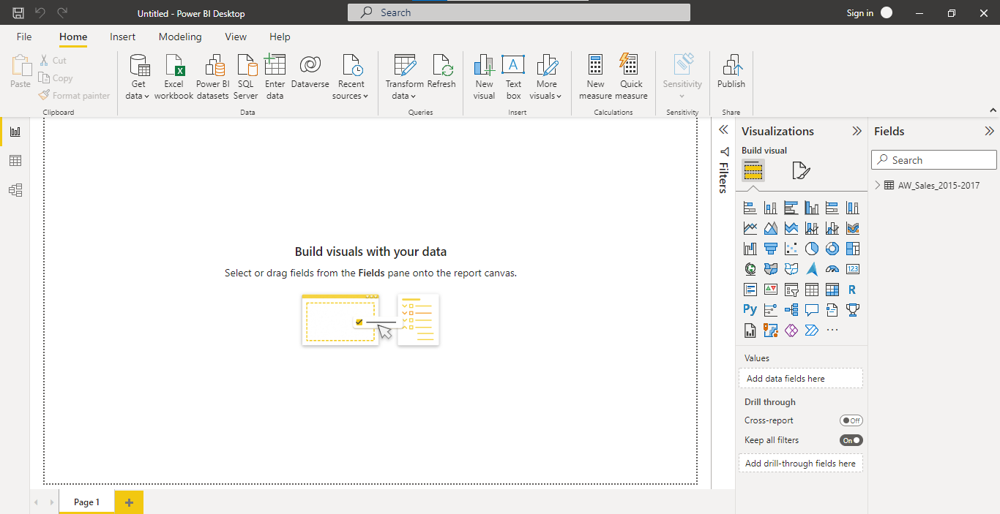 Untitled - Power BI Desktop
Search
Sign in
File Home Insert Modeling View Help
Paste
Cut
Copy
Format painter
Clipboard
Get data
Excel workbook
Power BI datasets
SQL Server
Enter data
Dataverse
Recent sources
Data
Transform data
Refresh
Queries
New visual
A
Text box
More visuals
Insert
New measure
Quick measure
Calculations
Sensitivity
Sensitivity
Publish
Share
Build visuals with your data
Select or drag fields from the Fields pane onto the report canvas.
Filters
Visualizations
Build visual
123
R
Py
...
Values
Add data fields here
Drill through
Cross-report
Off
Keep all filters
On
Add drill-through fields here
Fields
Search
AW_Sales_2015-2017
Page 1